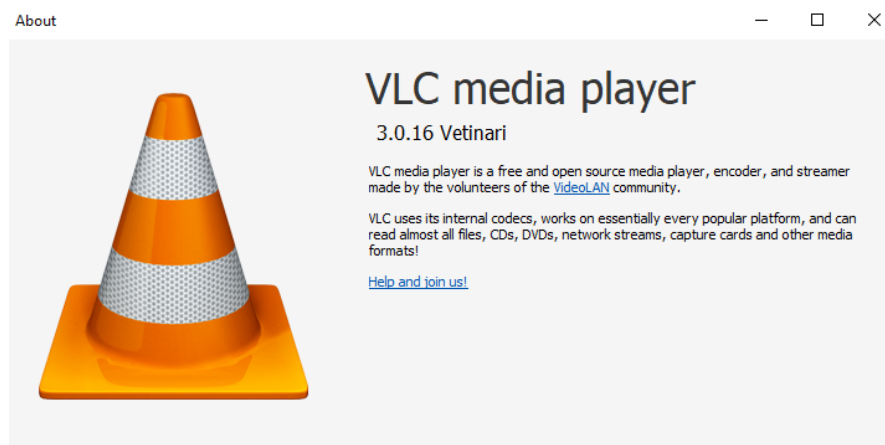 About
VLC media player
3.0.16 Vetinari
VLC media player is a free and open source media player, encoder, and streamer
made by the volunteers of the VideoLAN community.
VLC uses its internal codecs, works on essentially every popular platform, and can
read almost all files, CDs, DVDs, network streams, capture cards and other media
formats!
Help and join us!